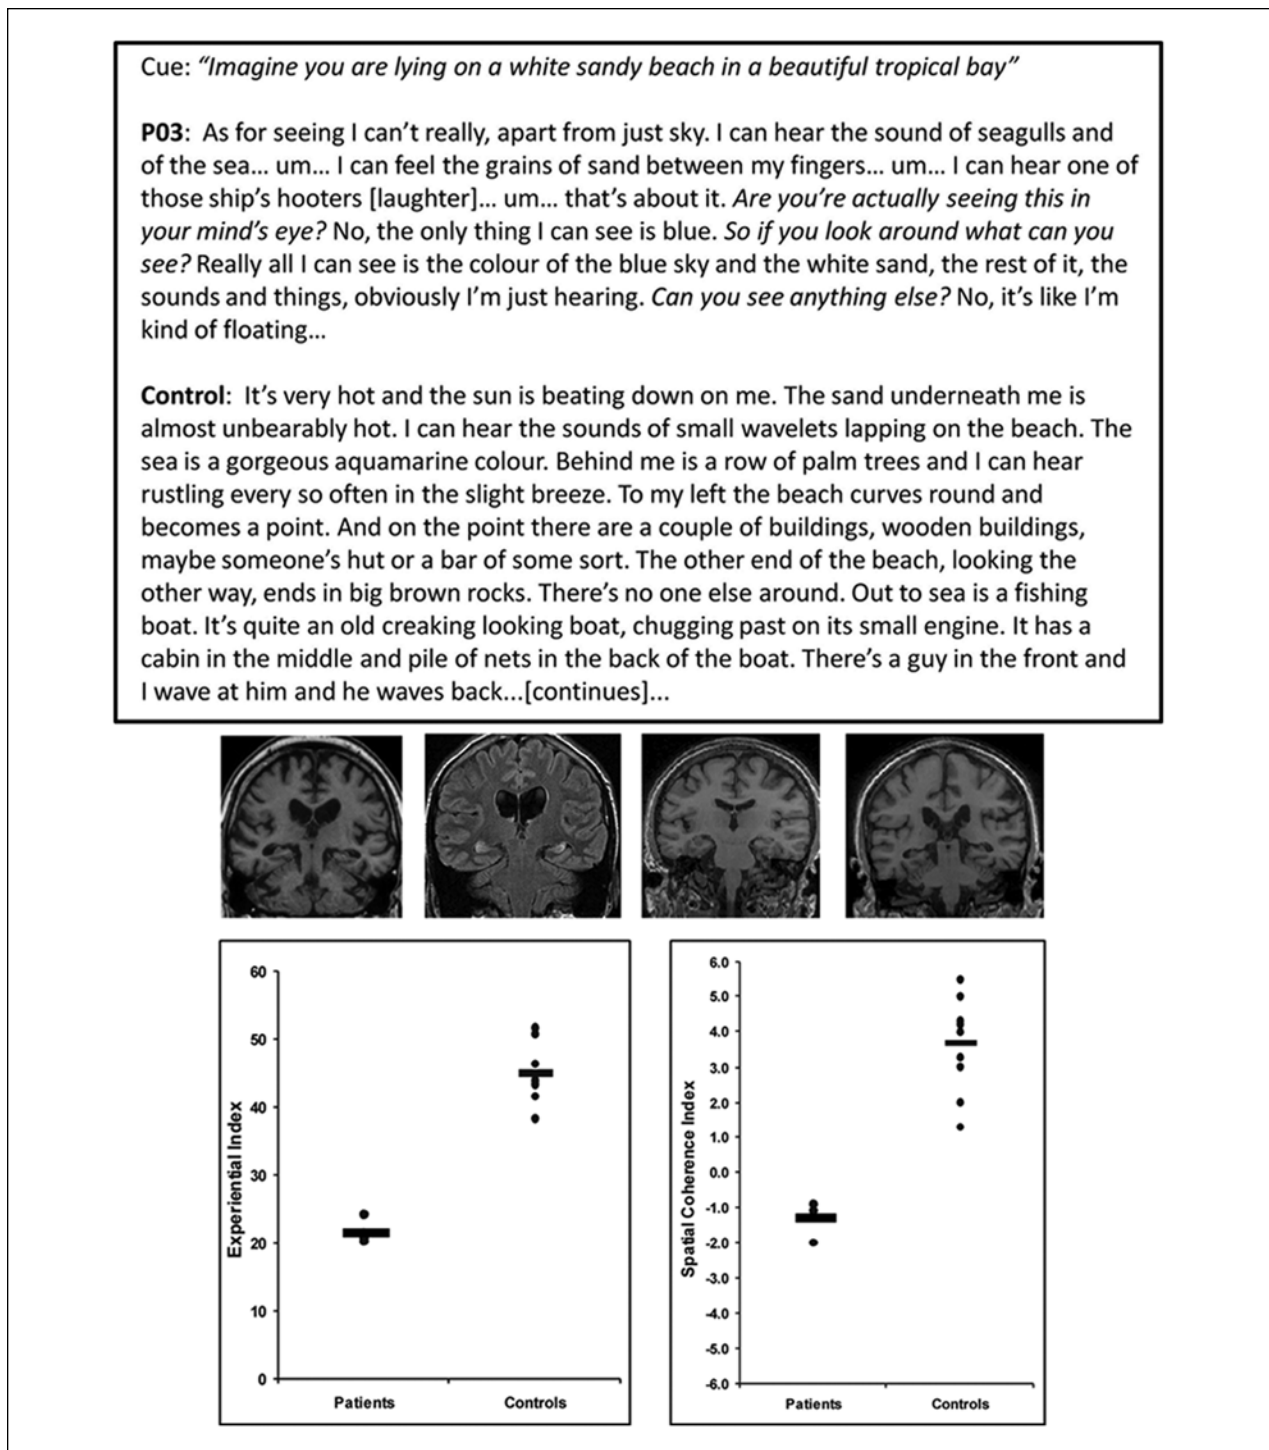 Cue: “Imagine you are lying on a white sandy beach in a beautiful tropical bay”
P03: As for seeing I can’t really, apart from just sky. I can hear the sound of seagulls and
of the sea... um... I can feel the grains of sand between my fingers... um... I can hear one of
those ship’s hooters [laughter]... um... that’s about it. Are you’re actually seeing this in
your mind’s eye? No, the only thing I can see is blue. So if you look around what can you
see? Really all I can see is the colour of the blue sky and the white sand, the rest of it, the
sounds and things, obviously I’m just hearing. Can you see anything else? No, it’s like I’m
kind of floating...
Control: It’s very hot and the sun is beating down on me. The sand underneath me is
almost unbearably hot. I can hear the sounds of small wavelets lapping on the beach. The
sea is a gorgeous aquamarine colour. Behind me is a row of palm trees and I can hear
rustling every so often in the slight breeze. To my left the beach curves round and
becomes a point. And on the point there are a couple of buildings, wooden buildings,
maybe someone’s hut or a bar of some sort. The other end of the beach, looking the
other way, ends in big brown rocks. There’s no one else around. Out to sea is a fishing
boat. It’s quite an old creaking looking boat, chugging past on its small engine. It has a
cabin in the middle and pile of nets in the back of the boat. There’s a guy in the front and
I wave at him and he waves back...[continues]...
Experiential Index
60
50
40
30
20
10
0
Patients Controls
Spatial Coherence Index
6.0
5.0
4.0
3.0
2.0
1.0
0.0
-1.0
-2.0
-3.0
-4.0
-5.0
-6.0
Patients Controls